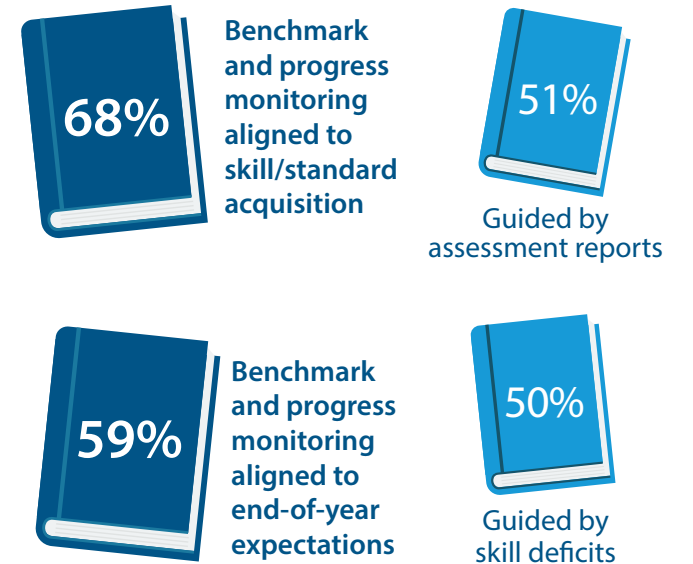 68%
Benchmark
and progress
monitoring
aligned to
skill/standard
acquisition
51%
Guided by
assessment reports
59%
Benchmark
and progress
monitoring
aligned to
end-of-year
expectations
50%
Guided by
skill deficits